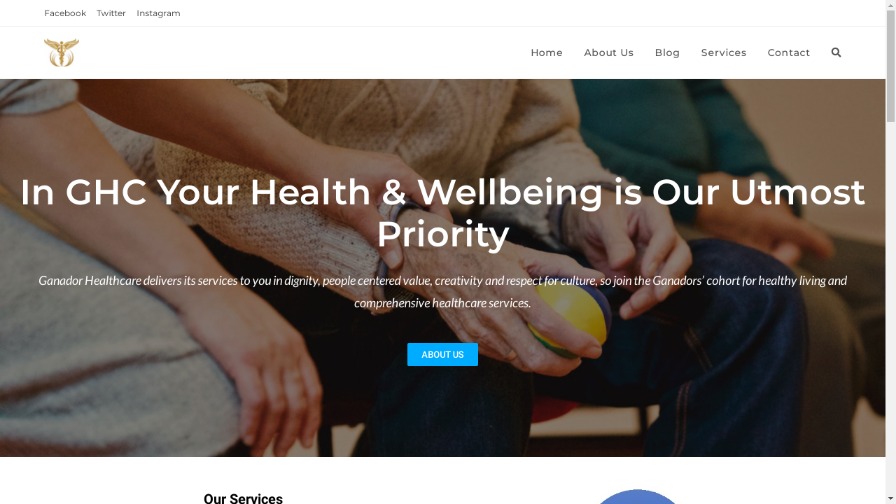 Facebook Twitter Instagram
Home About Us Blog Services Contact
In GHC Your Health & Wellbeing is Our Utmost
Priority
Ganador Healthcare delivers its services to you in dignity, people centered value, creativity and respect for culture, so join the Ganadors’ cohort for healthy living and
comprehensive healthcare services.
ABOUT US
Our Services